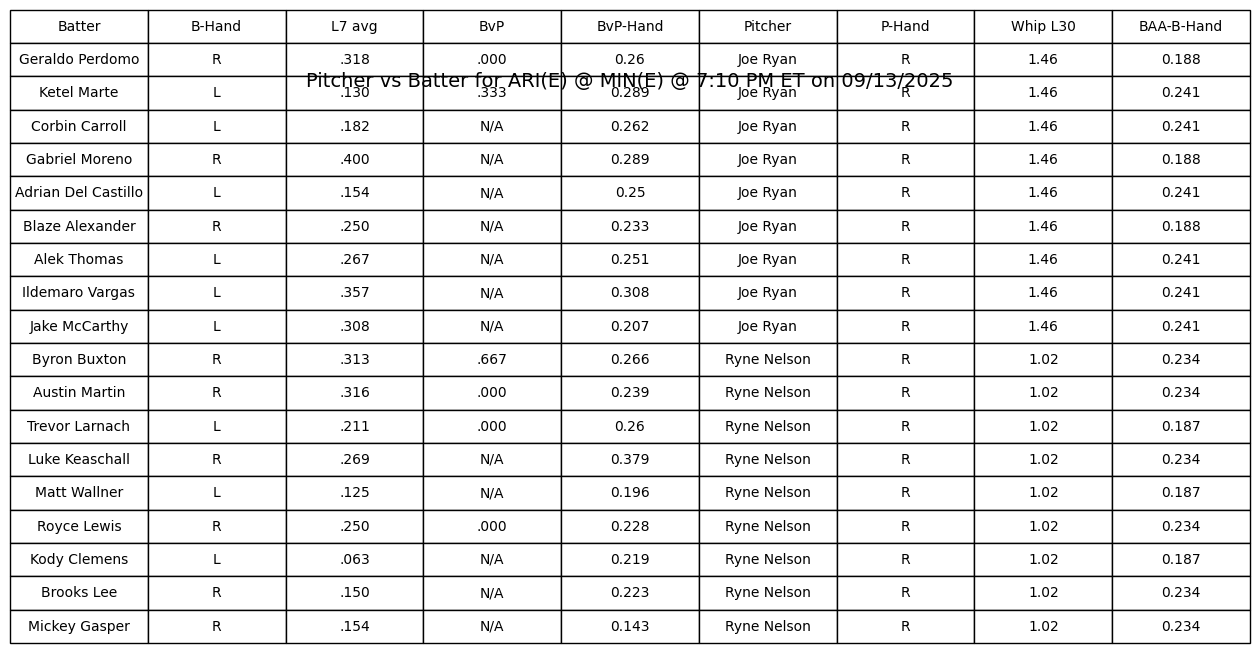 Batter B-Hand L7 avg BvP BvP-Hand Pitcher P-Hand Whip L30 BAA-B-Hand
Geraldo Perdomo R .318 .000 0.26 Joe Ryan R 1.46 0.188
Pitcher vs Batter for ARI(E) @ MIN(E) @ 7:10 PM ET on 09/13/2025
Ketel Marte L .130 .333 0.289 Joe Ryan R 1.46 0.241
Corbin Carroll L .182 N/A 0.262 Joe Ryan R 1.46 0.241
Gabriel Moreno R .400 N/A 0.289 Joe Ryan R 1.46 0.188
Adrian Del Castillo L .154 N/A 0.25 Joe Ryan R 1.46 0.241
Blaze Alexander R .250 N/A 0.233 Joe Ryan R 1.46 0.188
Alek Thomas L .267 N/A 0.251 Joe Ryan R 1.46 0.241
Ildemaro Vargas L .357 N/A 0.308 Joe Ryan R 1.46 0.241
Jake McCarthy L .308 N/A 0.207 Joe Ryan R 1.46 0.241
Byron Buxton R .313 .667 0.266 Ryne Nelson R 1.02 0.234
Austin Martin R .316 .000 0.239 Ryne Nelson R 1.02 0.234
Trevor Larnach L .211 .000 0.26 Ryne Nelson R 1.02 0.187
Luke Keaschall R .269 N/A 0.379 Ryne Nelson R 1.02 0.234
Matt Wallner L .125 N/A 0.196 Ryne Nelson R 1.02 0.187
Royce Lewis R .250 .000 0.228 Ryne Nelson R 1.02 0.234
Kody Clemens L .063 N/A 0.219 Ryne Nelson R 1.02 0.187
Brooks Lee R .150 N/A 0.223 Ryne Nelson R 1.02 0.234
Mickey Gasper R .154 N/A 0.143 Ryne Nelson R 1.02 0.234